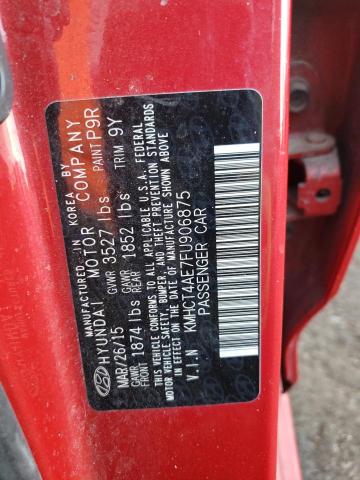 MANUFACTURED IN KOREA BY
HYUNDAI MOTOR COMPANY
MAR/26/15 GVWR 3527 lbs PAINT P9R
GAWR FRONT 1874 lbs GAWR REAR 1852 lbs TRIM 9Y
THIS VEHICLE CONFORMS TO ALL APPLICABLE U.S.A. FEDERAL
MOTOR VEHICLE SAFETY, BUMPER, AND THEFT PREVENTION STANDARDS
IN EFFECT ON THE DATE OF MANUFACTURE SHOWN ABOVE.
V.I.N KMHCT4AE7FU906875
PASSENGER CAR